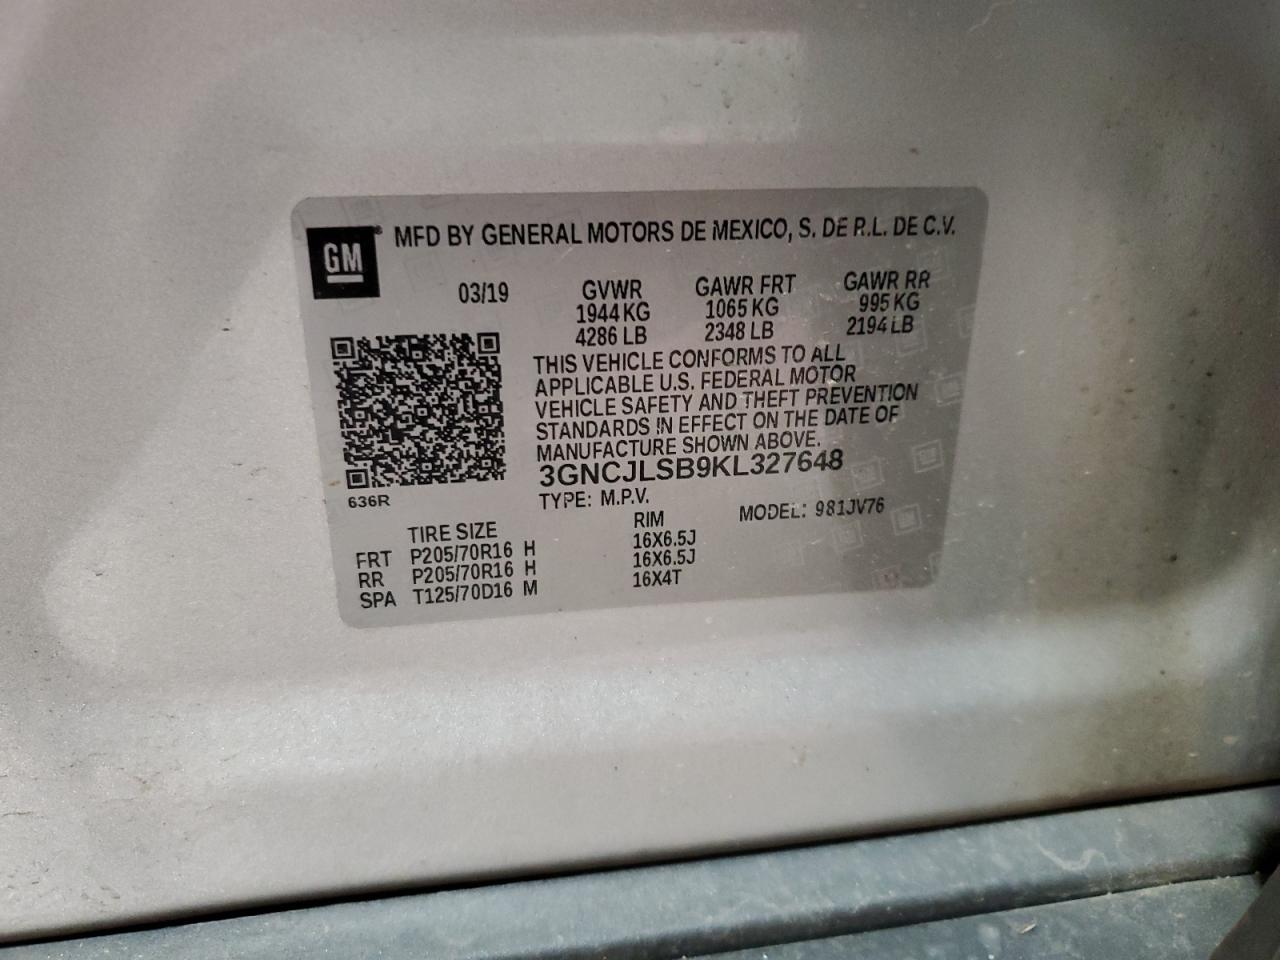 GM® MFD BY GENERAL MOTORS DE MEXICO, S. DE R.L. DE C.V.
03/19 GVWR GAWR FRT GAWR RR
1944 KG 1065 KG 995 KG
4286 LB 2348 LB 2194 LB
THIS VEHICLE CONFORMS TO ALL
APPLICABLE U.S. FEDERAL MOTOR
VEHICLE SAFETY AND THEFT PREVENTION
STANDARDS IN EFFECT ON THE DATE OF
MANUFACTURE SHOWN ABOVE.
3GNCJLSB9KL327648
636R TYPE: M.P.V. MODEL: 981JV76
TIRE SIZE RIM
FRT P205/70R16 H 16X6.5J
RR P205/70R16 H 16X6.5J
SPA T125/70D16 M 16X4T